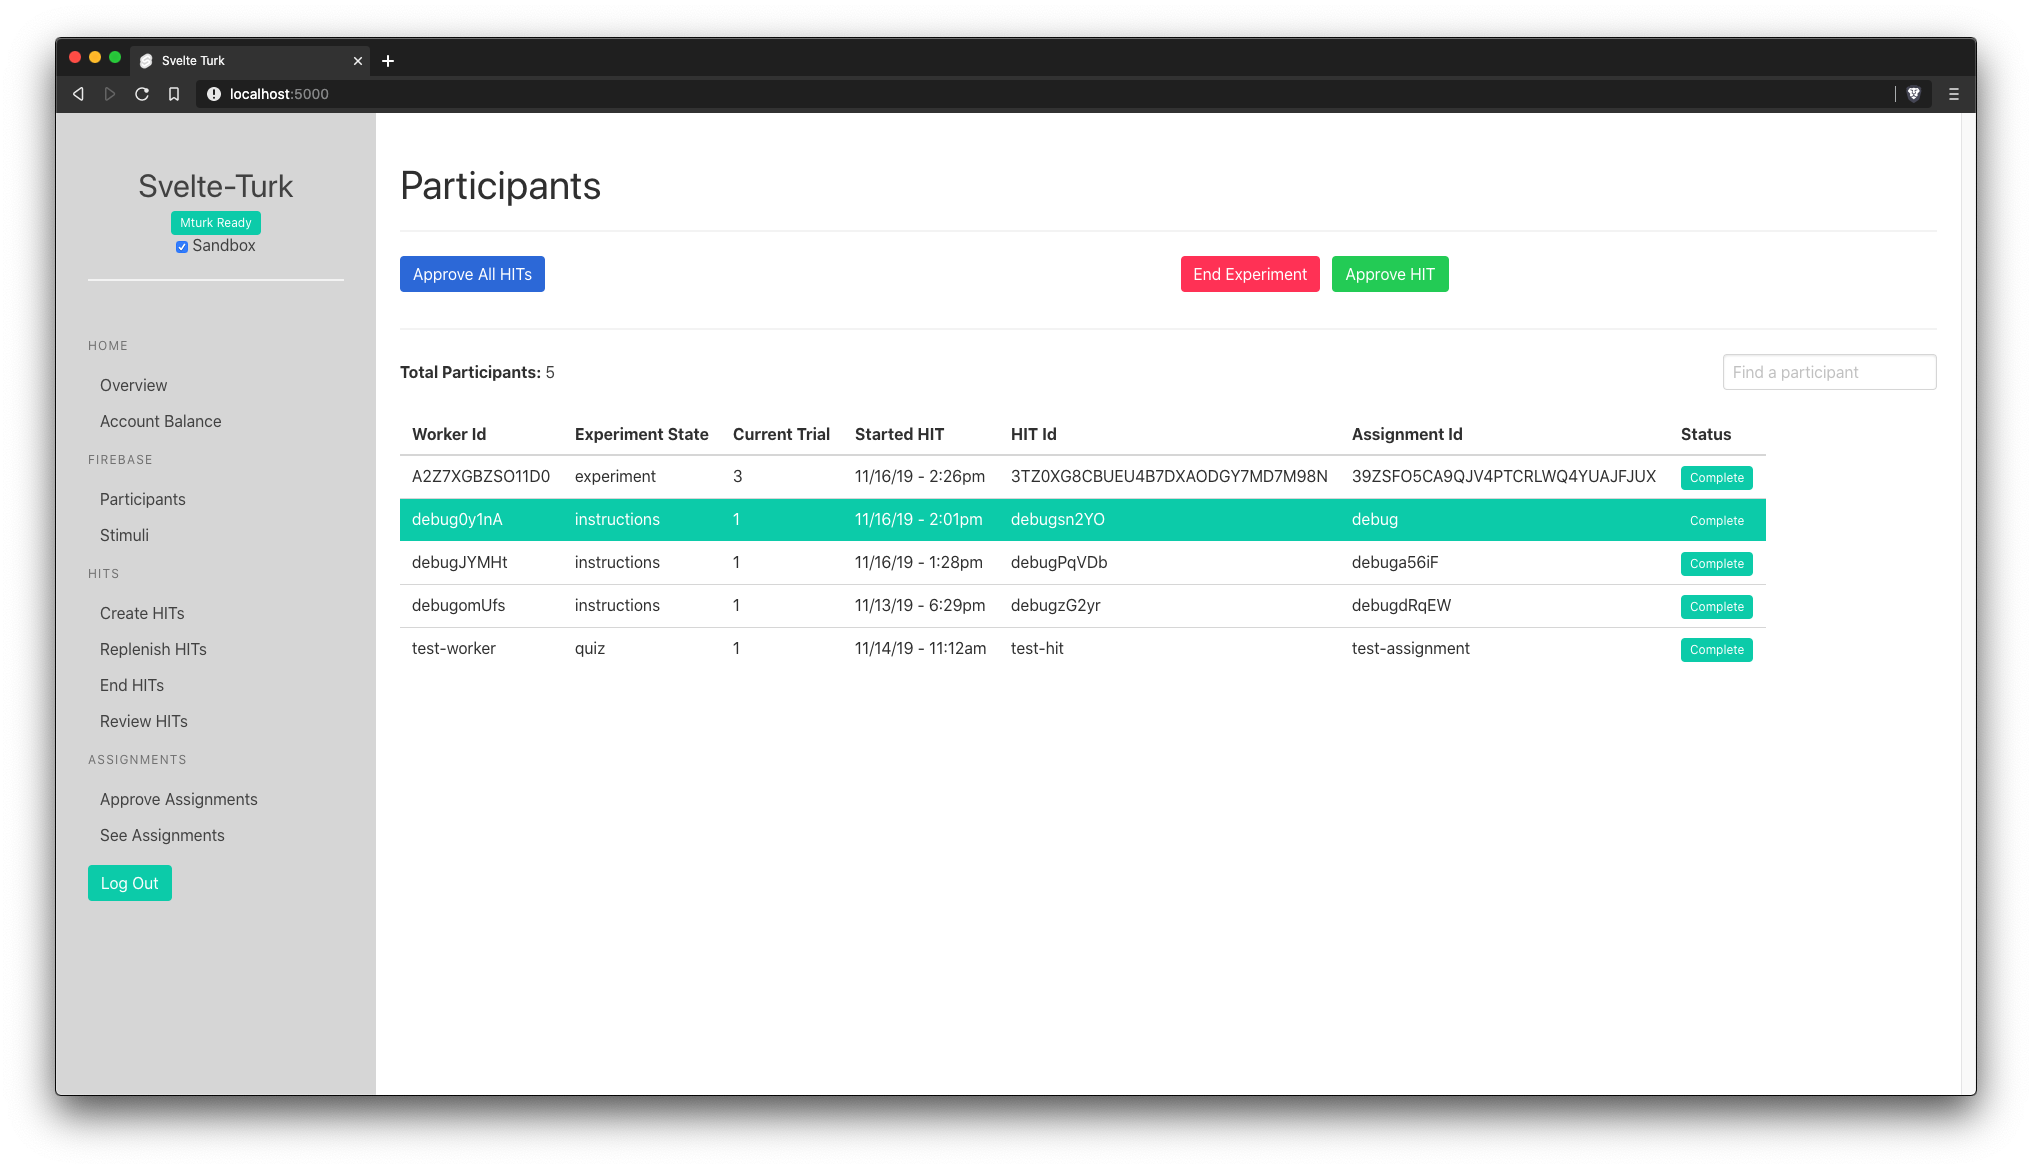 Svelte Turk
localhost:5000
Svelte-Turk
Mturk Ready
Sandbox
HOME
Overview
Account Balance
FIREBASE
Participants
Stimuli
HITS
Create HITs
Replenish HITs
End HITs
Review HITs
ASSIGNMENTS
Approve Assignments
See Assignments
Log Out
Participants
Approve All HITs End Experiment Approve HIT
Total Participants: 5 Find a participant
Worker Id Experiment State Current Trial Started HIT HIT Id Assignment Id Status
A2Z7XGBZSO11D0 experiment 3 11/16/19 - 2:26pm 3TZ0XG8CBUEU4B7DXAODGY7MD7M98N 39ZSFO5CA9QJV4PTCRLWQ4YUAJFJUX Complete
debug0y1nA instructions 1 11/16/19 - 2:01pm debugsn2YO debug Complete
debugJYMHt instructions 1 11/16/19 - 1:28pm debugPqVDb debuga56iF Complete
debugomUfs instructions 1 11/13/19 - 6:29pm debugzG2yr debugdRqEW Complete
test-worker quiz 1 11/14/19 - 11:12am test-hit test-assignment Complete